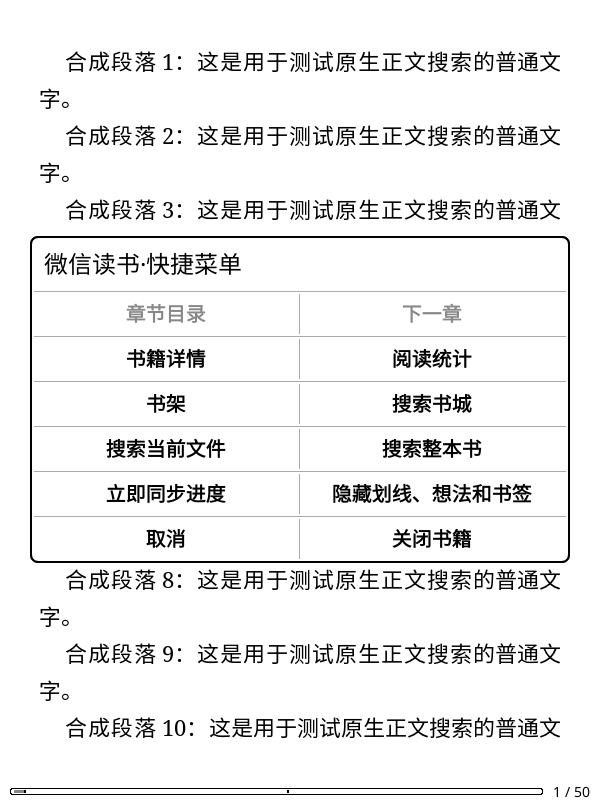 合成段落 1：这是用于测试原生正文搜索的普通文
字。
合成段落 2：这是用于测试原生正文搜索的普通文
字。
合成段落 3：这是用于测试原生正文搜索的普通文
微信读书·快捷菜单
章节目录 下一章
书籍详情 阅读统计
书架 搜索书城
搜索当前文件 搜索整本书
立即同步进度 隐藏划线、想法和书签
取消 关闭书籍
合成段落 8：这是用于测试原生正文搜索的普通文
字。
合成段落 9：这是用于测试原生正文搜索的普通文
字。
合成段落 10：这是用于测试原生正文搜索的普通文
1 / 50